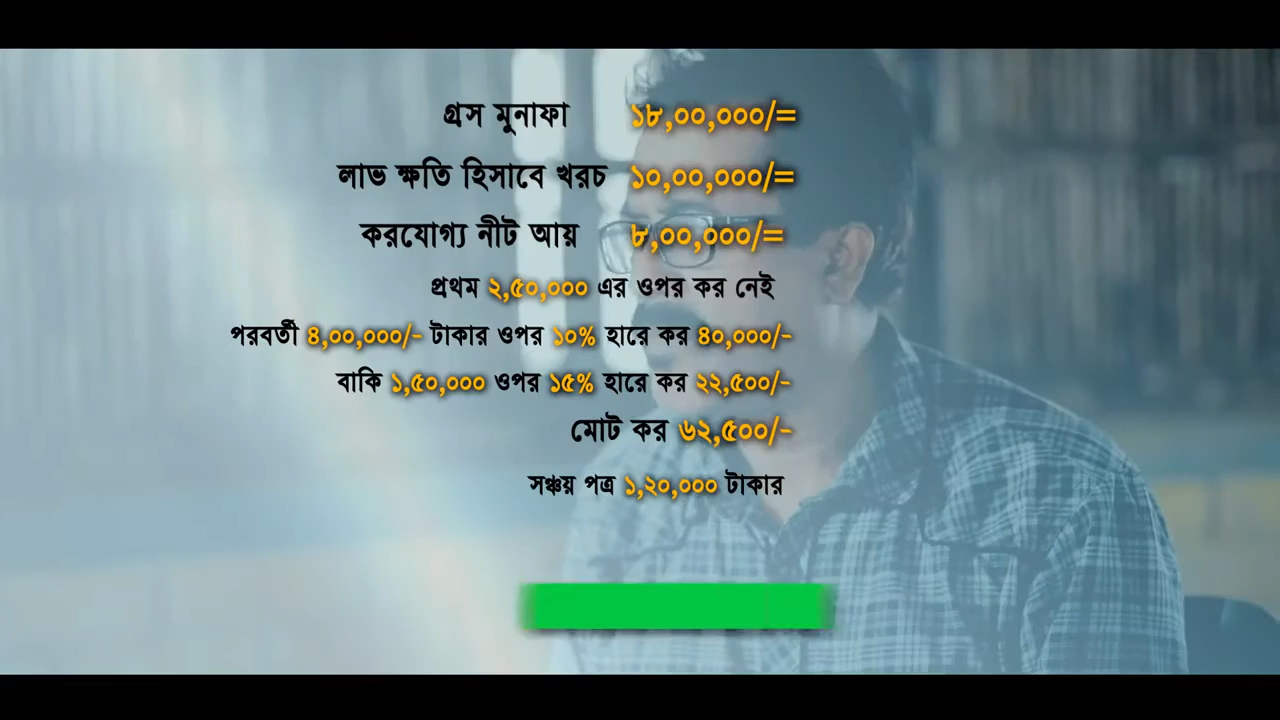 গ্রস মুনাফা ১৮,০০,০০০/=
লাভ ক্ষতি হিসাবে খরচ ১০,০০,০০০/=
করযোগ্য নীট আয় ৮,০০,০০০/=
প্রথম ২,৫০,০০০ এর ওপর কর নেই
পরবর্তী ৪,০০,০০০/- টাকার ওপর ১০% হারে কর ৪০,০০০/-
বাকি ১,৫০,০০০ ওপর ১৫% হারে কর ২২,৫০০/-
মোট কর ৬২,৫০০/-
সঞ্চয় পত্র ১,২০,০০০ টাকার